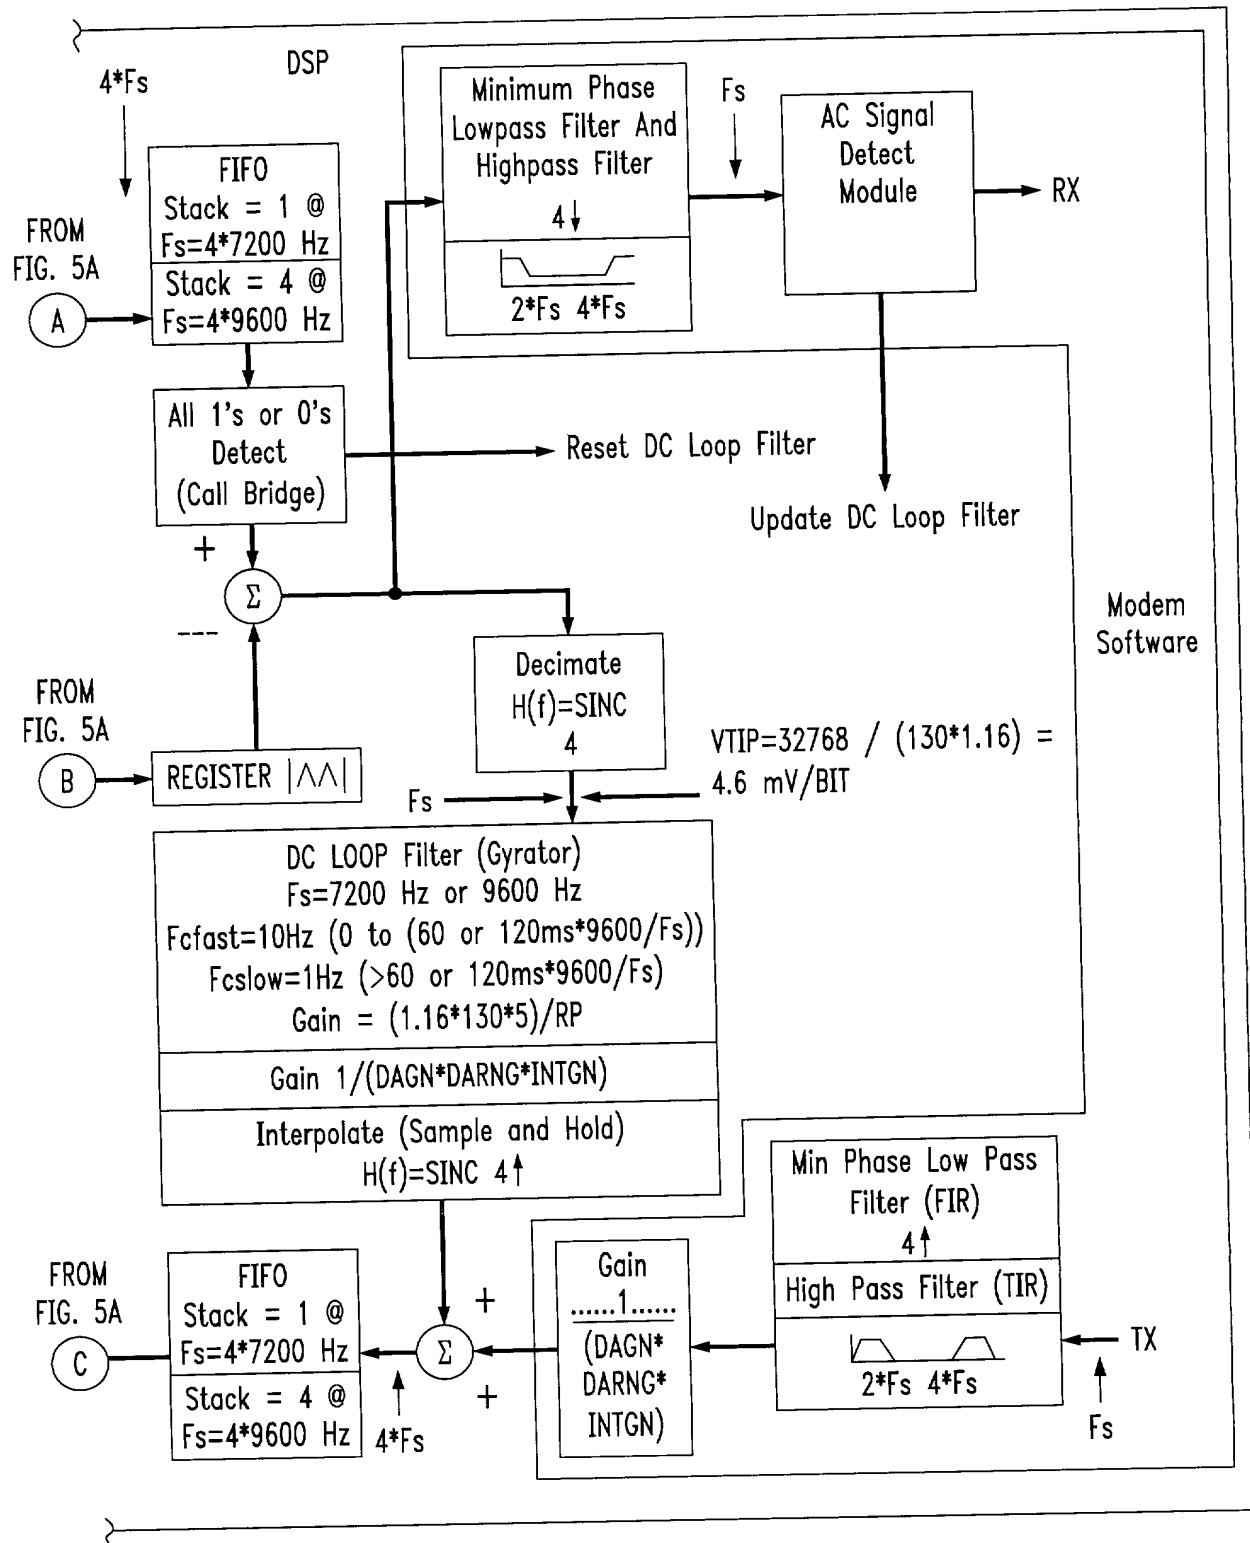 DSP
4*Fs
Minimum Phase
Lowpass Filter And
Highpass Filter
4↓
2*Fs 4*Fs
Fs
AC Signal
Detect
Module
RX
FIFO
Stack = 1 @
Fs=4*7200 Hz
Stack = 4 @
Fs=4*9600 Hz
FROM
FIG. 5A
A
All 1's or 0's
Detect
(Call Bridge)
Reset DC Loop Filter
Update DC Loop Filter
+
Σ
---
Modem
Software
Decimate
H(f)=SINC
4
FROM
FIG. 5A
B
REGISTER |ΛΛ|
VTIP=32768 / (130*1.16) =
4.6 mV/BIT
Fs
DC LOOP Filter (Gyrator)
Fs=7200 Hz or 9600 Hz
Fcfast=10Hz (0 to (60 or 120ms*9600/Fs))
Fcslow=1Hz (>60 or 120ms*9600/Fs)
Gain = (1.16*130*5)/RP
Gain 1/(DAGN*DARNG*INTGN)
Interpolate (Sample and Hold)
H(f)=SINC 4↑
Min Phase Low Pass
Filter (FIR)
4↑
High Pass Filter (TIR)
2*Fs 4*Fs
TX
Fs
Gain
......1......
(DAGN*
DARNG*
INTGN)
+
Σ
+
4*Fs
FROM
FIG. 5A
C
FIFO
Stack = 1 @
Fs=4*7200 Hz
Stack = 4 @
Fs=4*9600 Hz